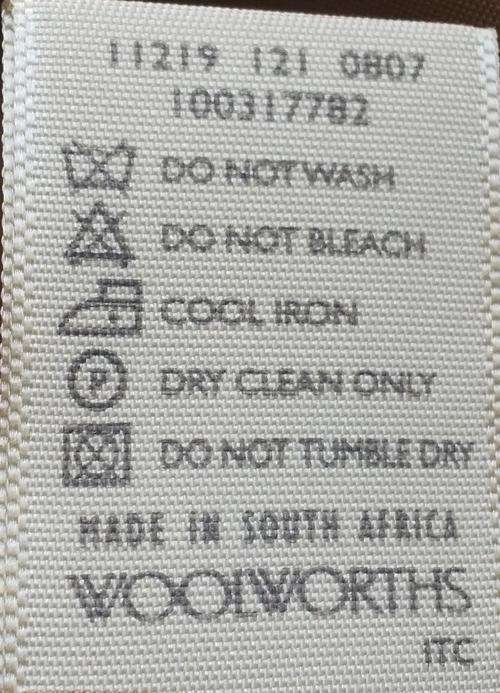 11219 121 0807
100317782
DO NOT WASH
DO NOT BLEACH
COOL IRON
P DRY CLEAN ONLY
DO NOT TUMBLE DRY
MADE IN SOUTH AFRICA
WOOLWORTHS
ITC